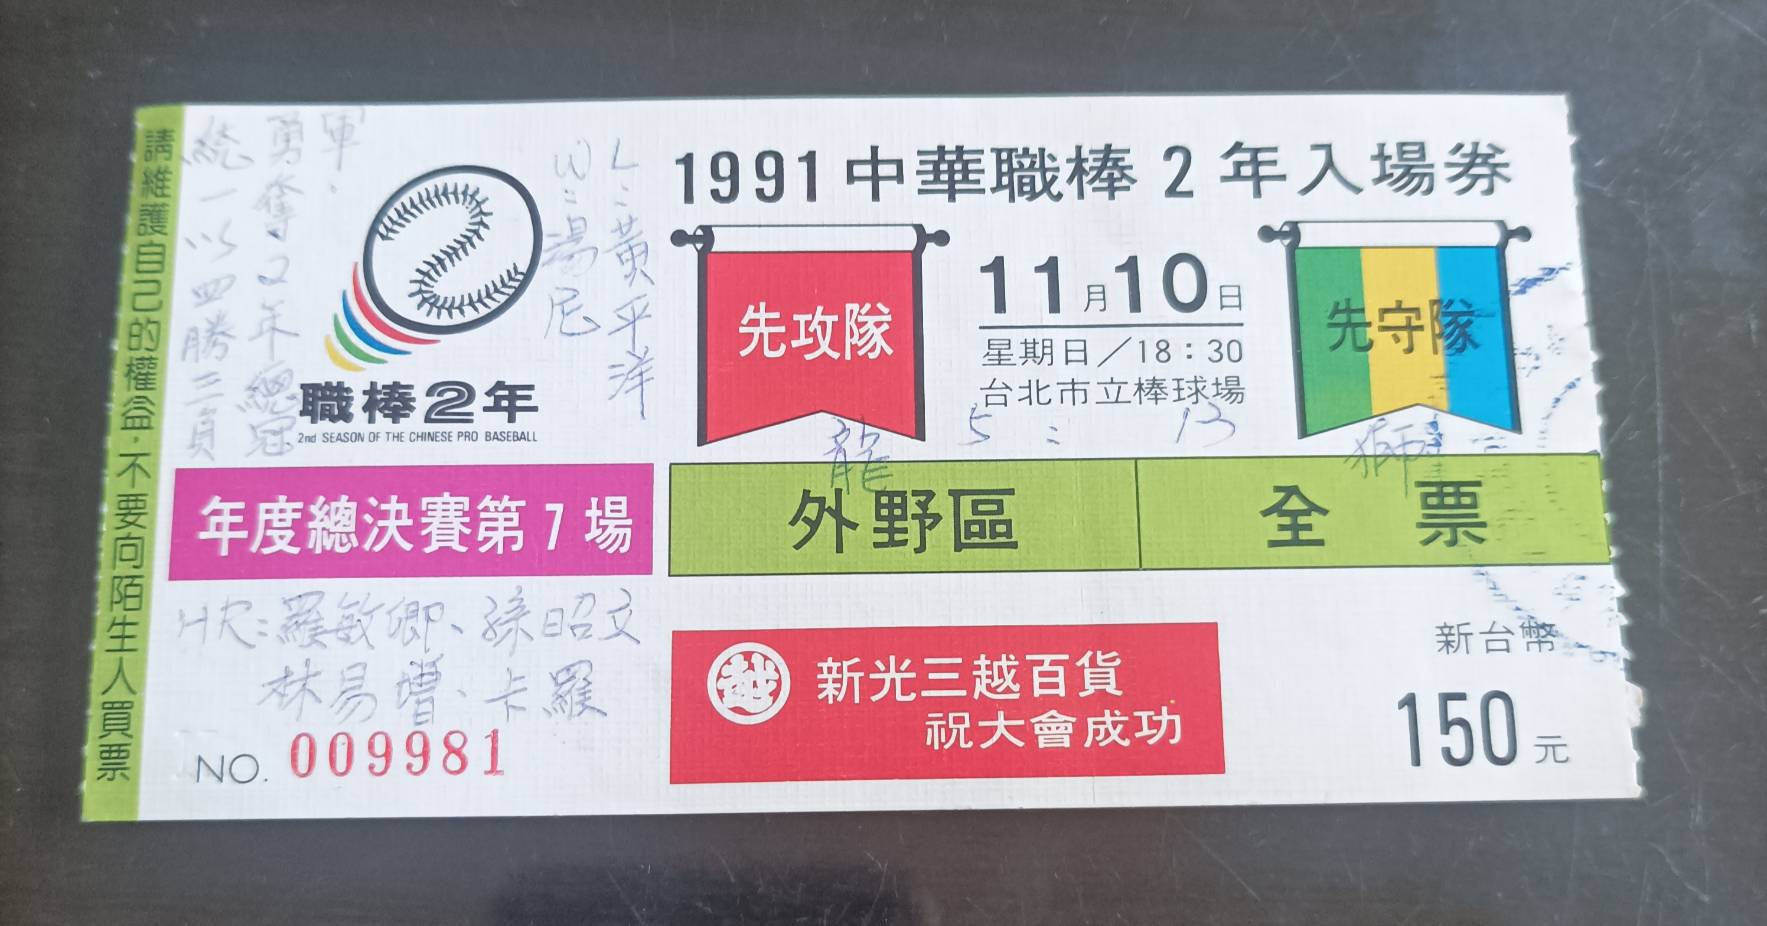 請維護自己的權益·不要向陌生人買票
統一以四勝三負
勇奪2年總冠
軍.
職棒2年
2nd SEASON OF THE CHINESE PRO BASEBALL
W:湯尼
L:黃平洋
年度總決賽第7場
HR:羅敏卿、孫昭文
林易增、卡羅
NO. 009981
1991中華職棒2年入場券
先攻隊
11月10日
星期日/18:30
台北市立棒球場
先守隊
龍 5 : 13 獅
外野區 全票
越 新光三越百貨
祝大會成功
新台幣
150元